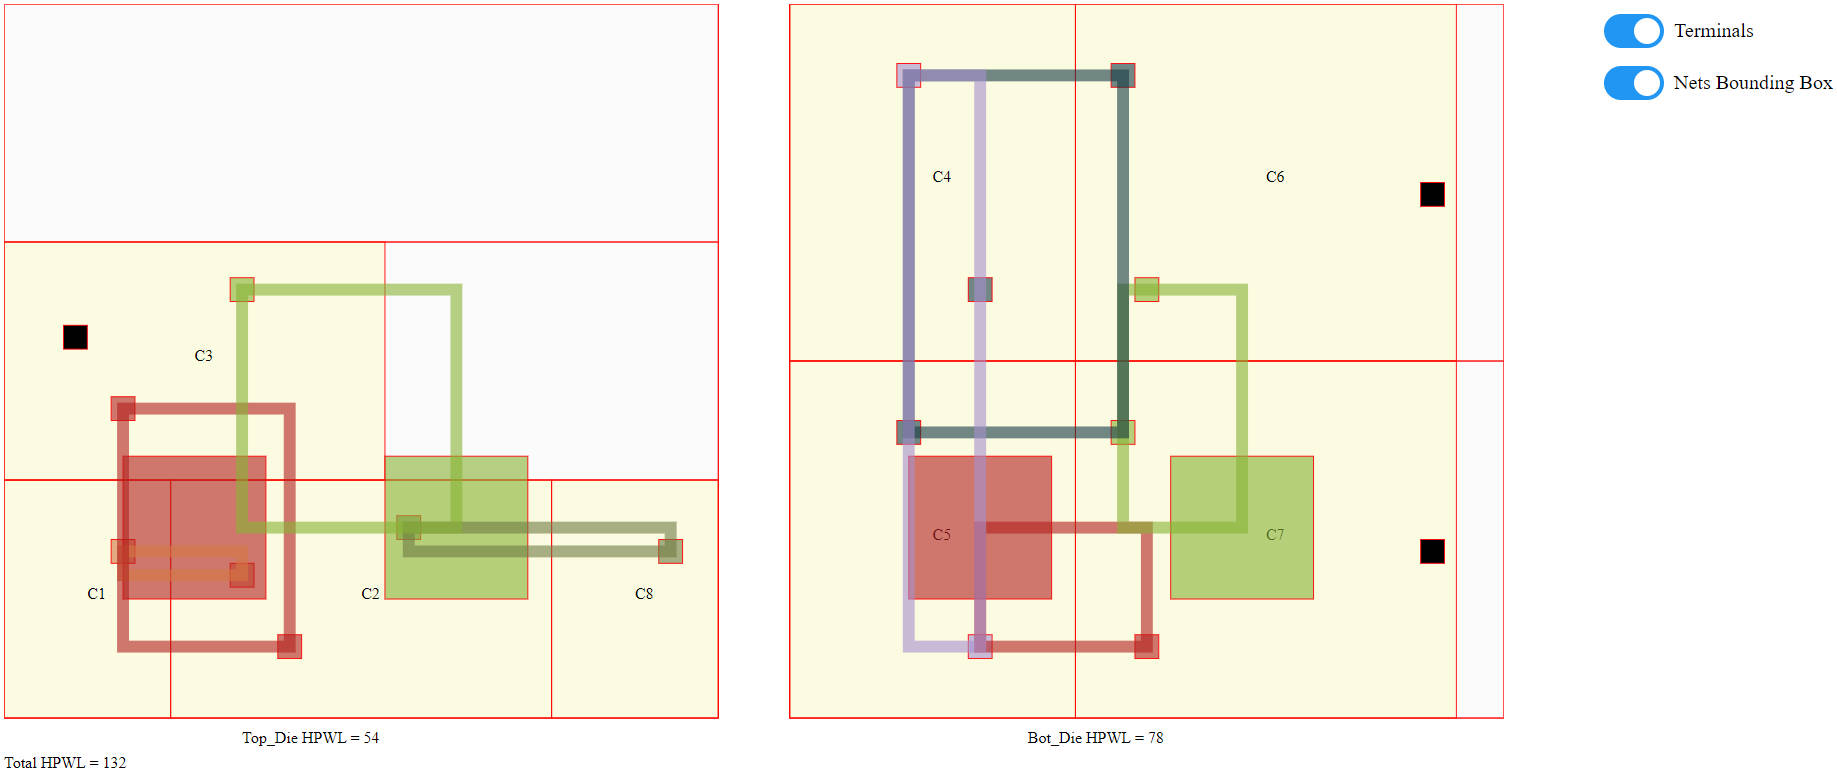 Terminals
Nets Bounding Box
C4
C6
C3
C5
C7
C1
C2
C8
Top_Die HPWL = 54
Bot_Die HPWL = 78
Total HPWL = 132